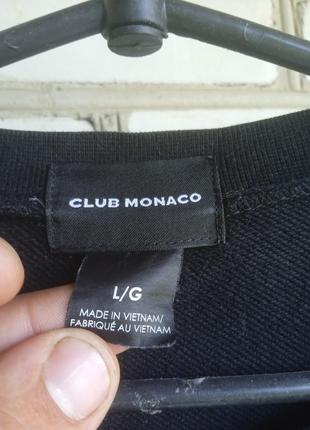 CLUB MONACO
L/G
MADE IN VIETNAM/
FABRIQUÉ AU VIETNAM